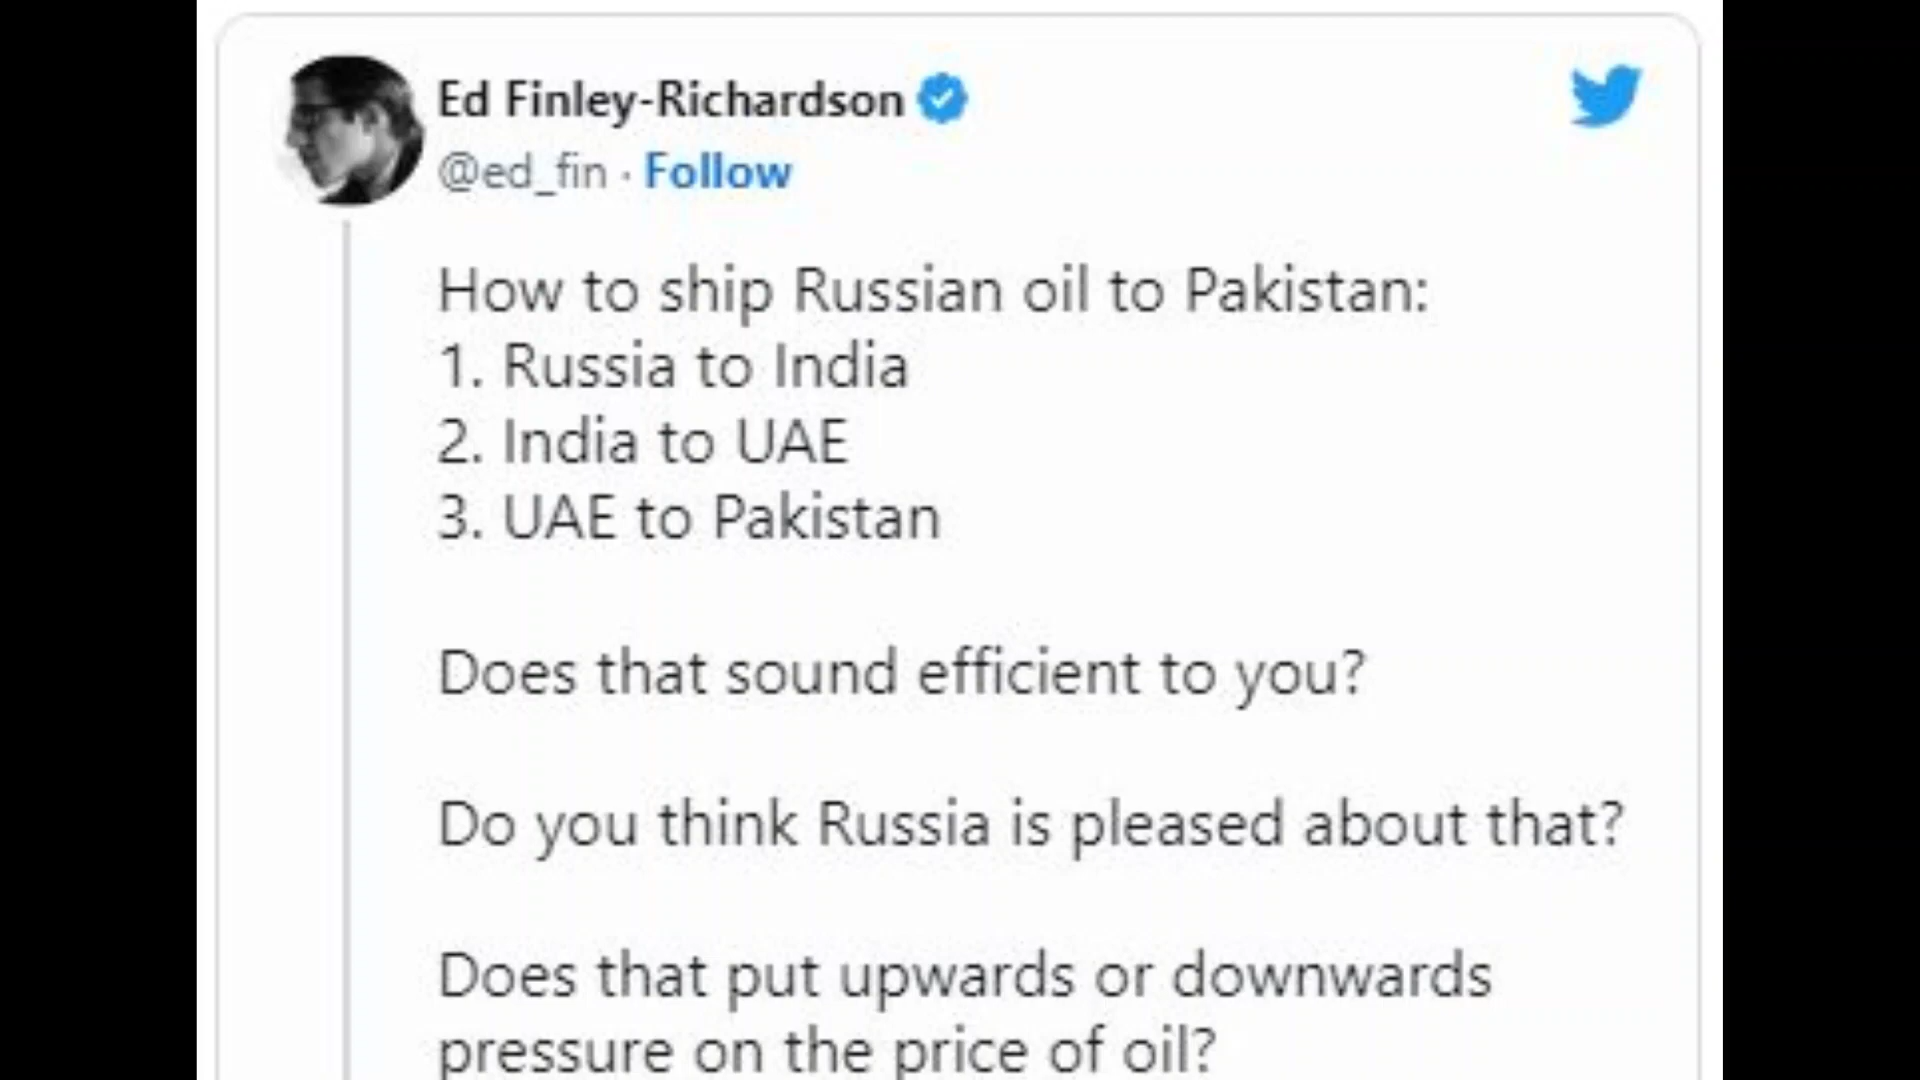 Ed Finley-Richardson
@ed_fin · Follow
How to ship Russian oil to Pakistan:
1. Russia to India
2. India to UAE
3. UAE to Pakistan
Does that sound efficient to you?
Do you think Russia is pleased about that?
Does that put upwards or downwards
pressure on the price of oil?